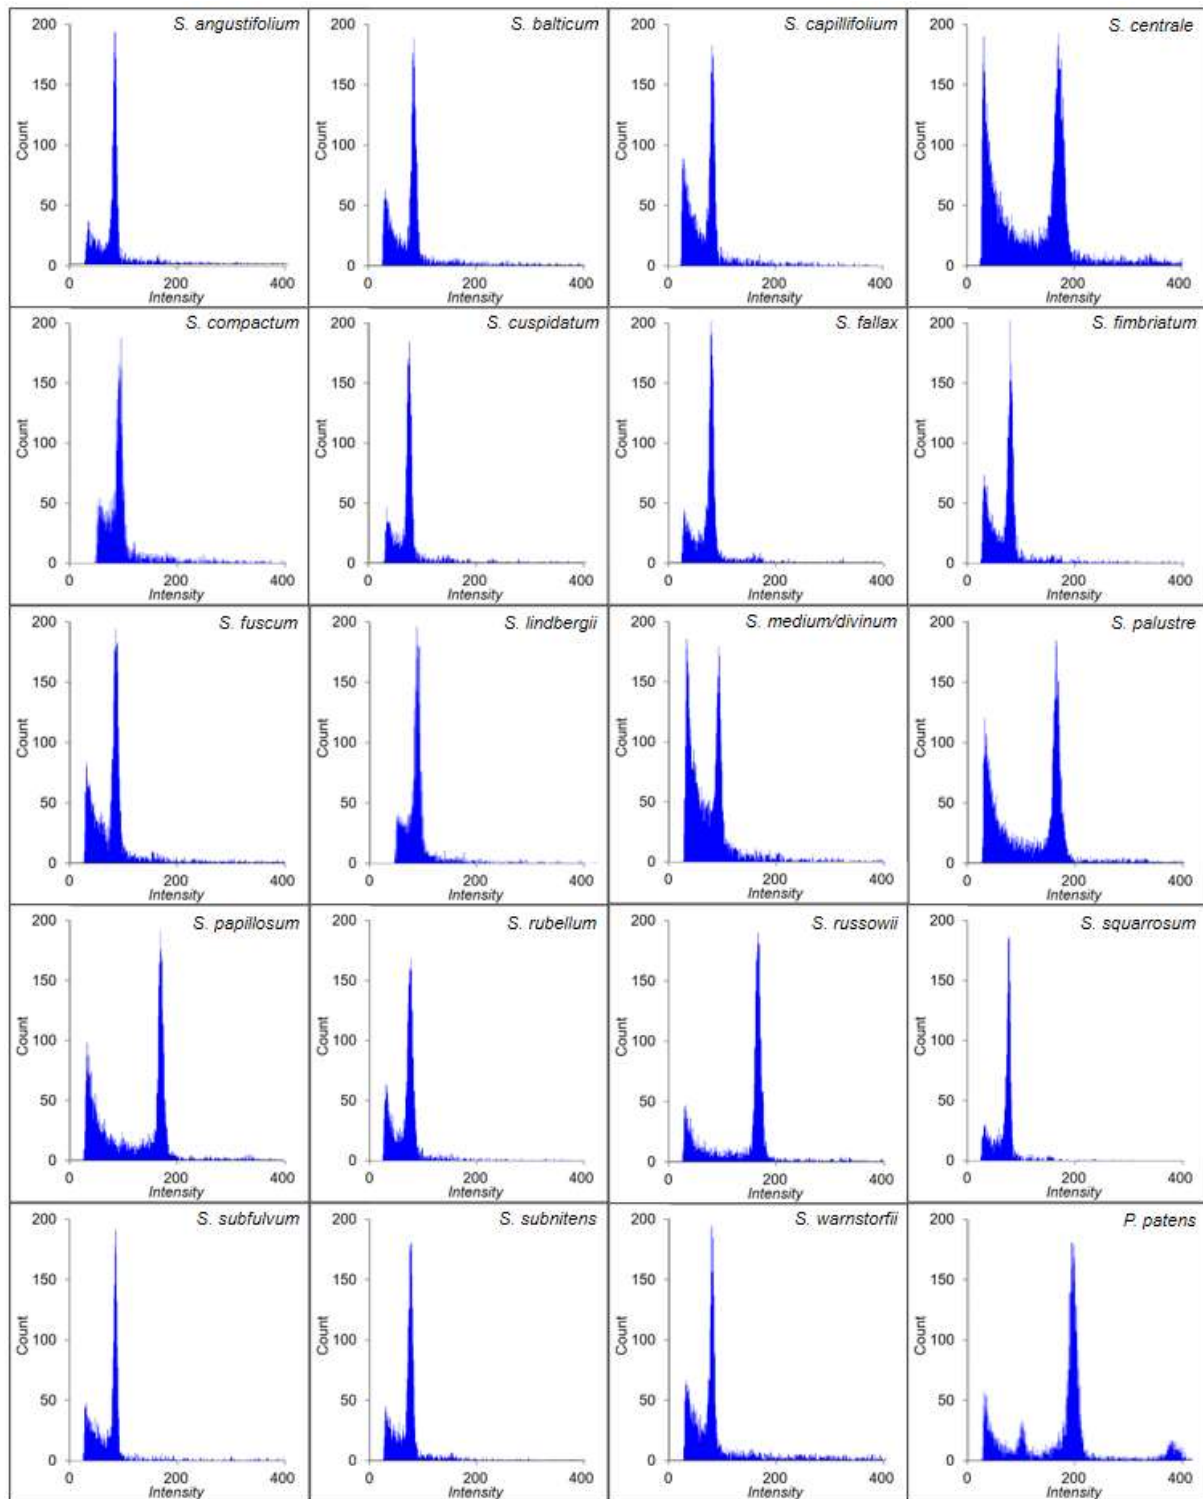 S. angustifolium
200
150
100
50
0
Count
0 200 400
Intensity
S. balticum
200
150
100
50
0
Count
0 200 400
Intensity
S. capillifolium
200
150
100
50
0
Count
0 200 400
Intensity
S. centrale
200
150
100
50
0
Count
0 200 400
Intensity
S. compactum
200
150
100
50
0
Count
0 200 400
Intensity
S. cuspidatum
200
150
100
50
0
Count
0 200 400
Intensity
S. fallax
200
150
100
50
0
Count
0 200 400
Intensity
S. fimbriatum
200
150
100
50
0
Count
0 200 400
Intensity
S. fuscum
200
150
100
50
0
Count
0 200 400
Intensity
S. lindbergii
200
150
100
50
0
Count
0 200 400
Intensity
S. medium/divinum
200
150
100
50
0
Count
0 200 400
Intensity
S. palustre
200
150
100
50
0
Count
0 200 400
Intensity
S. papillosum
200
150
100
50
0
Count
0 200 400
Intensity
S. rubellum
200
150
100
50
0
Count
0 200 400
Intensity
S. russowii
200
150
100
50
0
Count
0 200 400
Intensity
S. squarrosum
200
150
100
50
0
Count
0 200 400
Intensity
S. subfulvum
200
150
100
50
0
Count
0 200 400
Intensity
S. subnitens
200
150
100
50
0
Count
0 200 400
Intensity
S. warnstorfii
200
150
100
50
0
Count
0 200 400
Intensity
P. patens
200
150
100
50
0
Count
0 200 400
Intensity